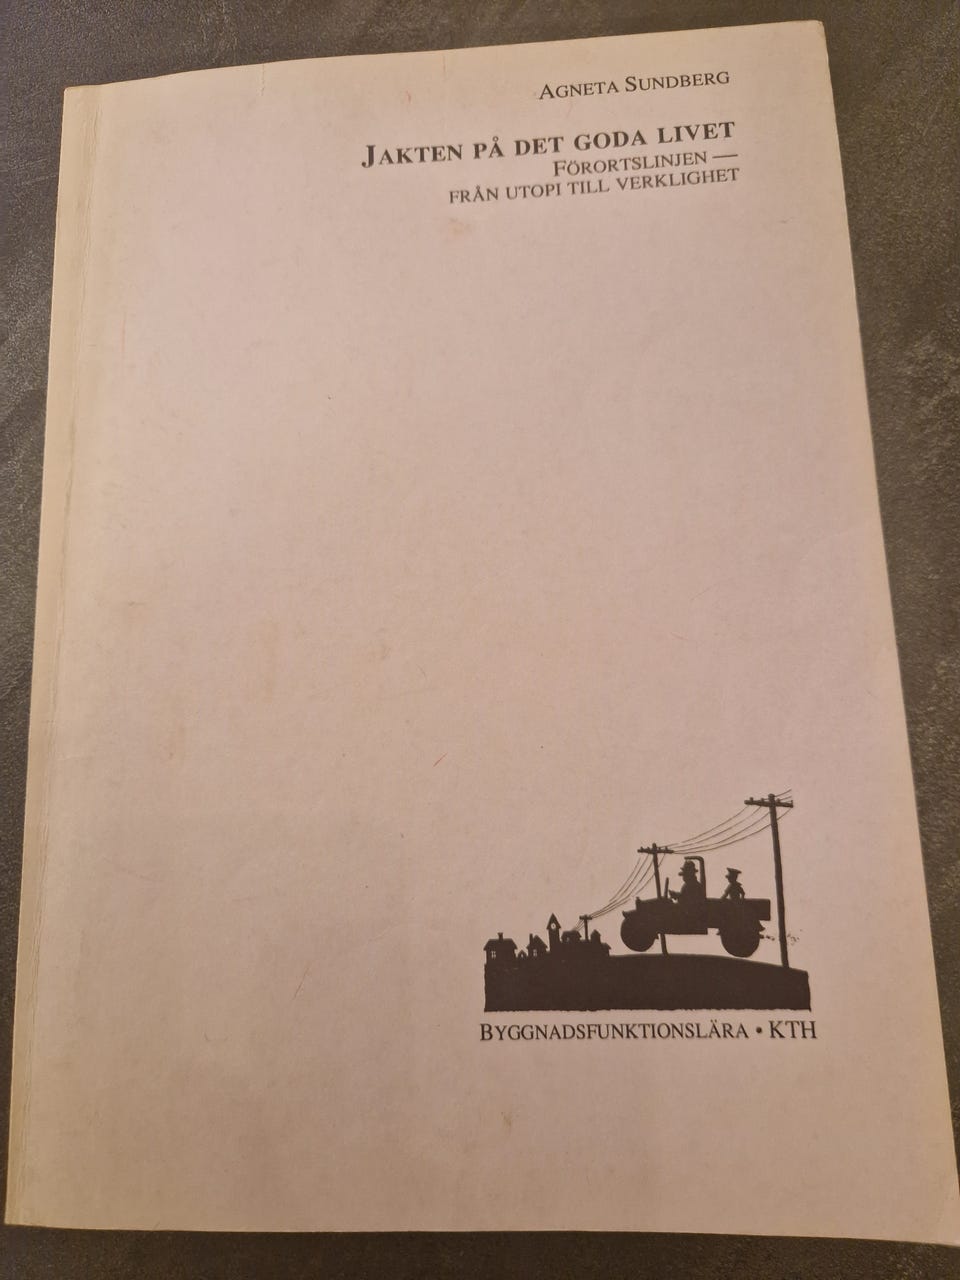 AGNETA SUNDBERG
JAKTEN PÅ DET GODA LIVET
FÖRORTSLINJEN —
FRÅN UTOPI TILL VERKLIGHET
BYGGNADSFUNKTIONSLÄRA • KTH